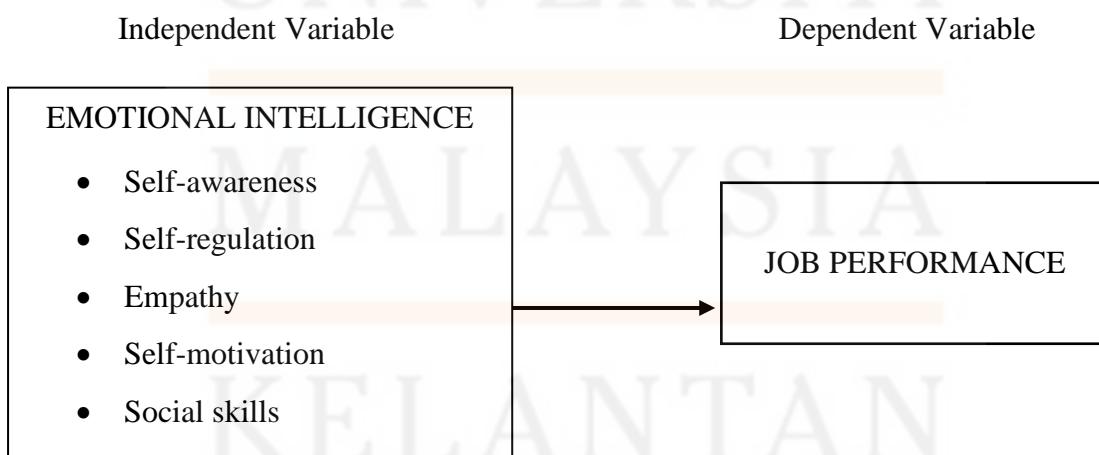 UNIVERSITI
Independent Variable Dependent Variable
EMOTIONAL INTELLIGENCE
• Self-awareness
• Self-regulation
• Empathy
• Self-motivation
• Social skills
JOB PERFORMANCE
MALAYSIA
KELANTAN